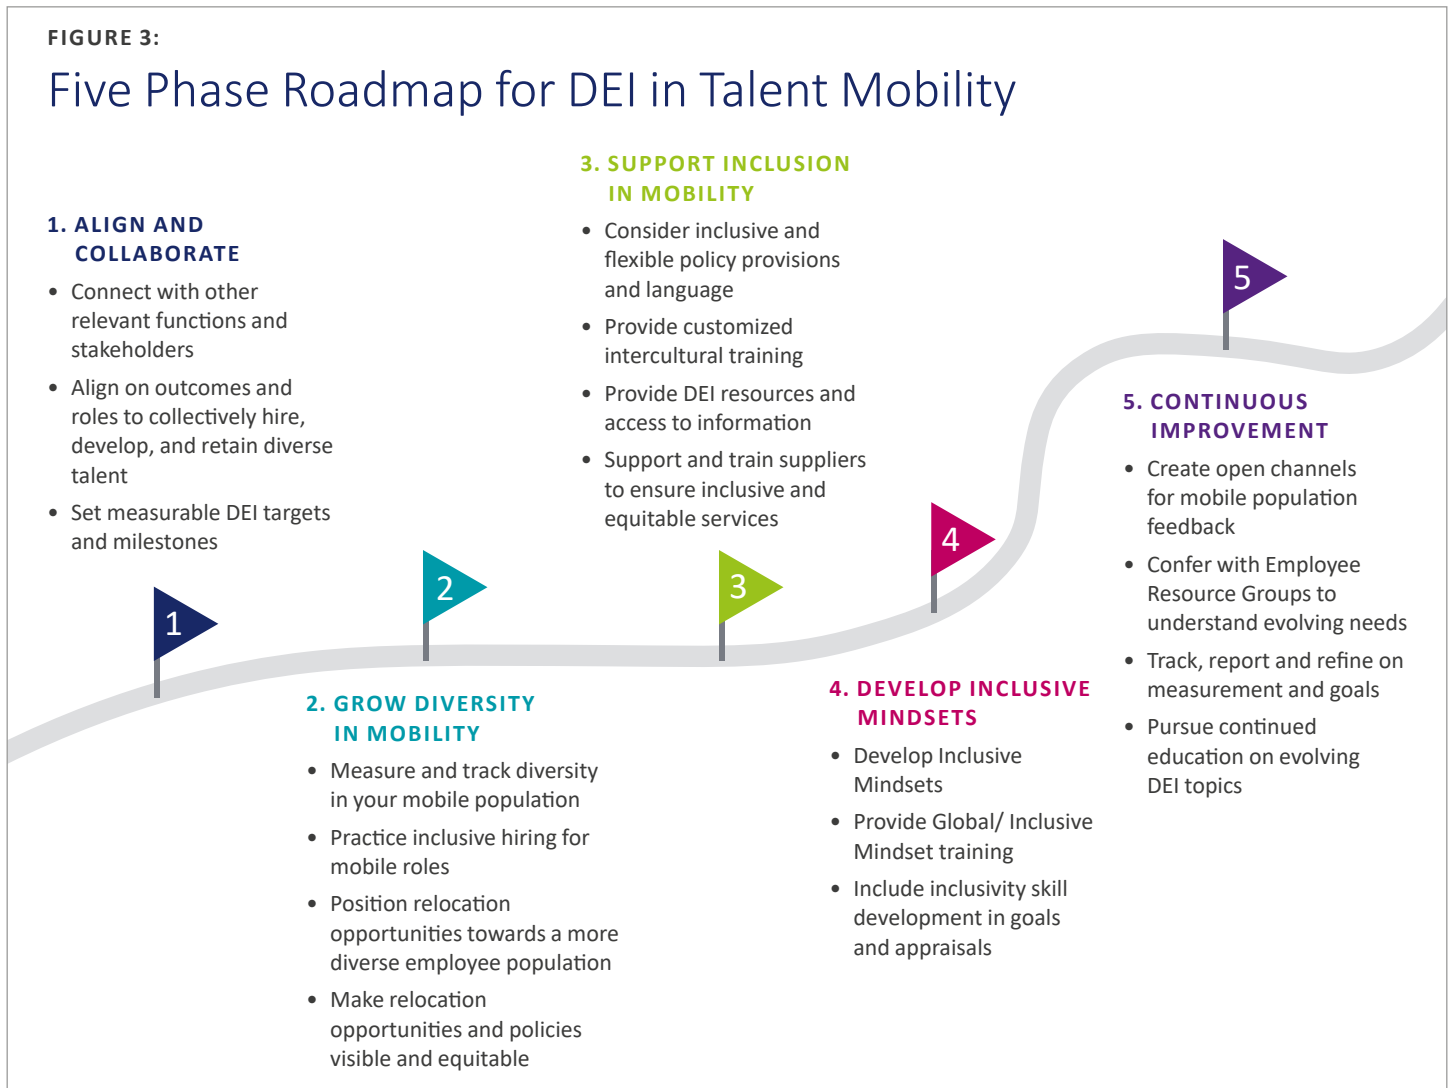 FIGURE 3:
Five Phase Roadmap for DEI in Talent Mobility
1. ALIGN AND
COLLABORATE
• Connect with other
relevant functions and
stakeholders
• Align on outcomes and
roles to collectively hire,
develop, and retain diverse
talent
• Set measurable DEI targets
and milestones
1
2
2. GROW DIVERSITY
IN MOBILITY
• Measure and track diversity
in your mobile population
• Practice inclusive hiring for
mobile roles
• Position relocation
opportunities towards a more
diverse employee population
• Make relocation
opportunities and policies
visible and equitable
3. SUPPORT INCLUSION
IN MOBILITY
• Consider inclusive and
flexible policy provisions
and language
• Provide customized
intercultural training
• Provide DEI resources and
access to information
• Support and train suppliers
to ensure inclusive and
equitable services
3
4
4. DEVELOP INCLUSIVE
MINDSETS
• Develop Inclusive
Mindsets
• Provide Global/ Inclusive
Mindset training
• Include inclusivity skill
development in goals
and appraisals
5
5. CONTINUOUS
IMPROVEMENT
• Create open channels
for mobile population
feedback
• Confer with Employee
Resource Groups to
understand evolving needs
• Track, report and refine on
measurement and goals
• Pursue continued
education on evolving
DEI topics